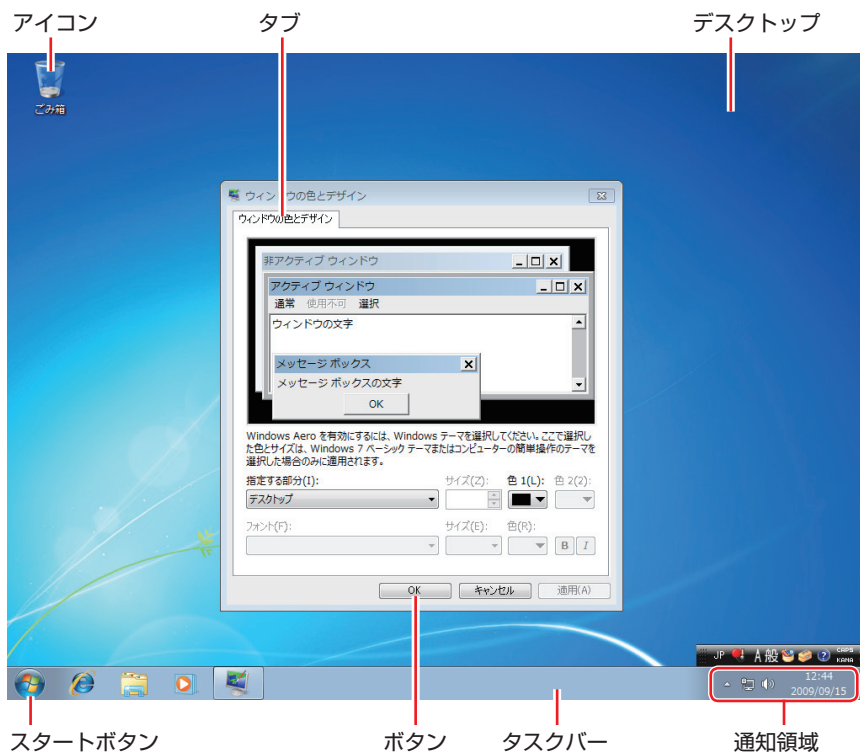 アイコン
タブ
デスクトップ
ごみ箱
ウィンドウの色とデザイン
ウィンドウの色とデザイン
非アクティブ ウィンドウ
アクティブ ウィンドウ
通常 使用不可 選択
ウィンドウの文字
メッセージ ボックス
メッセージ ボックスの文字
OK
Windows Aero を有効にするには、Windows テーマを選択してください。ここで選択し
た色とサイズは、Windows 7 ベーシック テーマまたはコンピューターの簡単操作のテーマを
選択した場合のみに適用されます。
指定する部分(I): サイズ(Z): 色 1(L): 色 2(2):
デスクトップ
フォント(F): サイズ(E): 色(R):
B I
OK キャンセル 適用(A)
JP A 般 CAPS
KANA
12:44
2009/09/15
スタートボタン
ボタン
タスクバー
通知領域